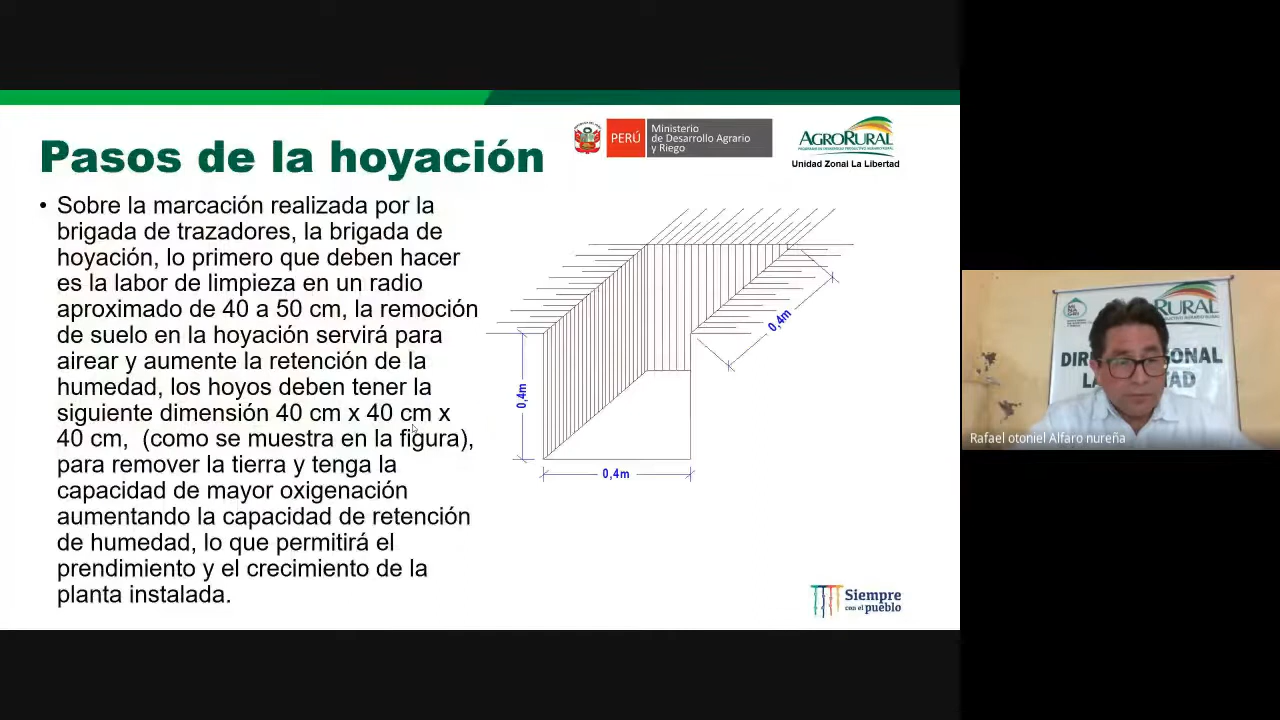 Pasos de la hoyación
PERÚ
Ministerio
de Desarrollo Agrario
y Riego
AGRORURAL
Unidad Zonal La Libertad
• Sobre la marcación realizada por la
brigada de trazadores, la brigada de
hoyación, lo primero que deben hacer
es la labor de limpieza en un radio
aproximado de 40 a 50 cm, la remoción
de suelo en la hoyación servirá para
airear y aumente la retención de la
humedad, los hoyos deben tener la
siguiente dimensión 40 cm x 40 cm x
40 cm, (como se muestra en la figura),
para remover la tierra y tenga la
capacidad de mayor oxigenación
aumentando la capacidad de retención
de humedad, lo que permitirá el
prendimiento y el crecimiento de la
planta instalada.
0,4m
0,4m
0,4m
Siempre
con el pueblo
RURAL
Rafael otoniel Alfaro nureña